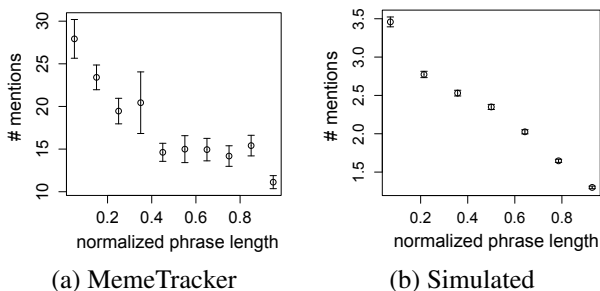 # mentions
30
25
20
15
10
0.2 0.4 0.6 0.8
normalized phrase length
(a) MemeTracker
# mentions
3.5
3.0
2.5
2.0
1.5
0.2 0.4 0.6 0.8
normalized phrase length
(b) Simulated